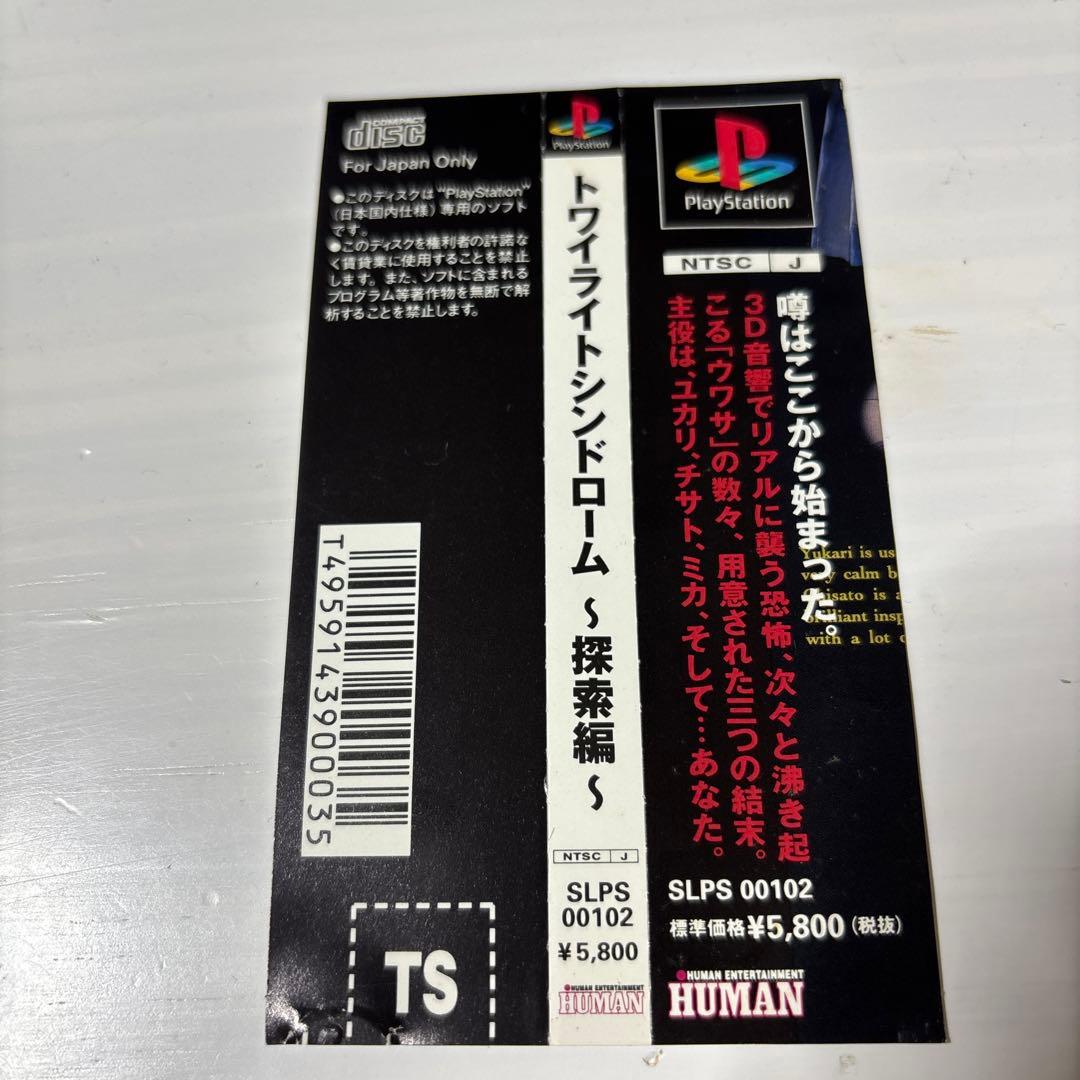 COMPACT
disc
For Japan Only
●このディスクは"PlayStation"
(日本国内仕様)専用のソフト
です。
●このディスクを権利者の許諾な
く賃貸業に使用することを禁止
します。また、ソフトに含まれる
プログラム等著作物を無断で解
析することを禁止します。
T4959143900035
TS
PlayStation
トワイライトシンドローム ～探索編～
NTSC J
SLPS
00102
¥5,800
HUMAN ENTERTAINMENT
HUMAN
PlayStation
NTSC J
噂はここから始まった。
3D音響でリアルに襲う恐怖、次々と沸き起
こる「ウワサ」の数々、用意された三つの結末。
主役は、ユカリ、チサト、ミカ、そして…あなた。
Yukari is us
very calm b
Chisato is a
brilliant insp
with a lot
SLPS 00102
標準価格¥5,800(税抜)
HUMAN ENTERTAINMENT
HUMAN